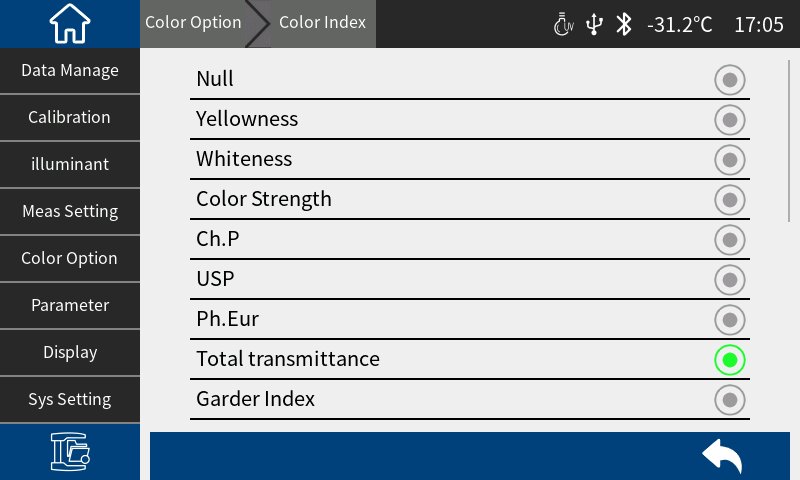 Color Option
Color Index
UV
-31.2℃
17:05
Data Manage
Calibration
illuminant
Meas Setting
Color Option
Parameter
Display
Sys Setting
Null
Yellowness
Whiteness
Color Strength
Ch.P
USP
Ph.Eur
Total transmittance
Garder Index